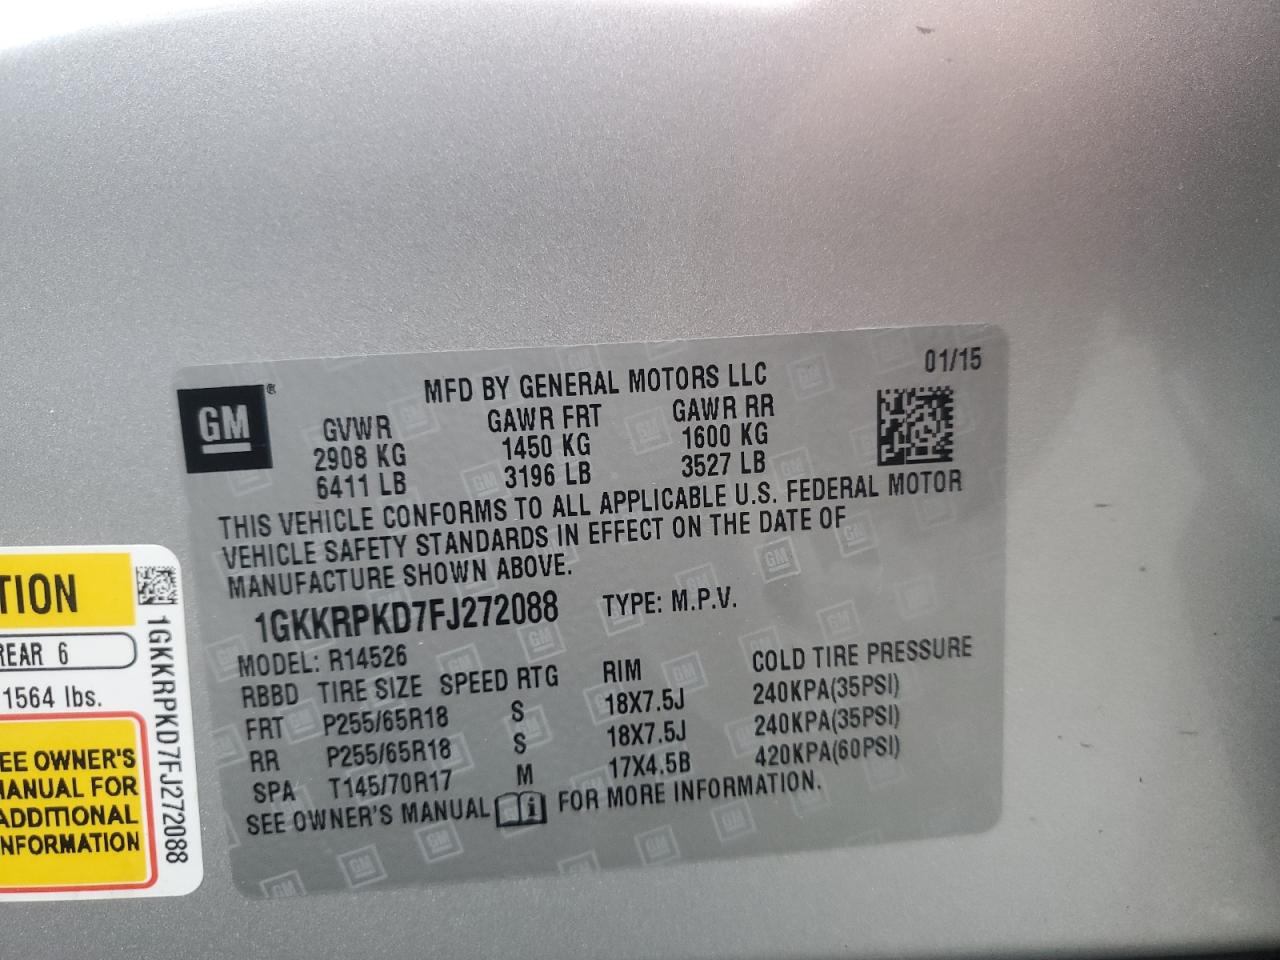 GM
®
MFD BY GENERAL MOTORS LLC
01/15
GVWR GAWR FRT GAWR RR
2908 KG 1450 KG 1600 KG
6411 LB 3196 LB 3527 LB
THIS VEHICLE CONFORMS TO ALL APPLICABLE U.S. FEDERAL MOTOR
VEHICLE SAFETY STANDARDS IN EFFECT ON THE DATE OF
MANUFACTURE SHOWN ABOVE.
1GKKRPKD7FJ272088 TYPE: M.P.V.
MODEL: R14526
RBBD TIRE SIZE SPEED RTG RIM COLD TIRE PRESSURE
FRT P255/65R18 S 18X7.5J 240KPA(35PSI)
RR P255/65R18 S 18X7.5J 240KPA(35PSI)
SPA T145/70R17 M 17X4.5B 420KPA(60PSI)
SEE OWNER'S MANUAL i FOR MORE INFORMATION.
TION
REAR 6
1564 lbs.
EE OWNER'S
ANUAL FOR
ADDITIONAL
NFORMATION
1GKKRPKD7FJ272088